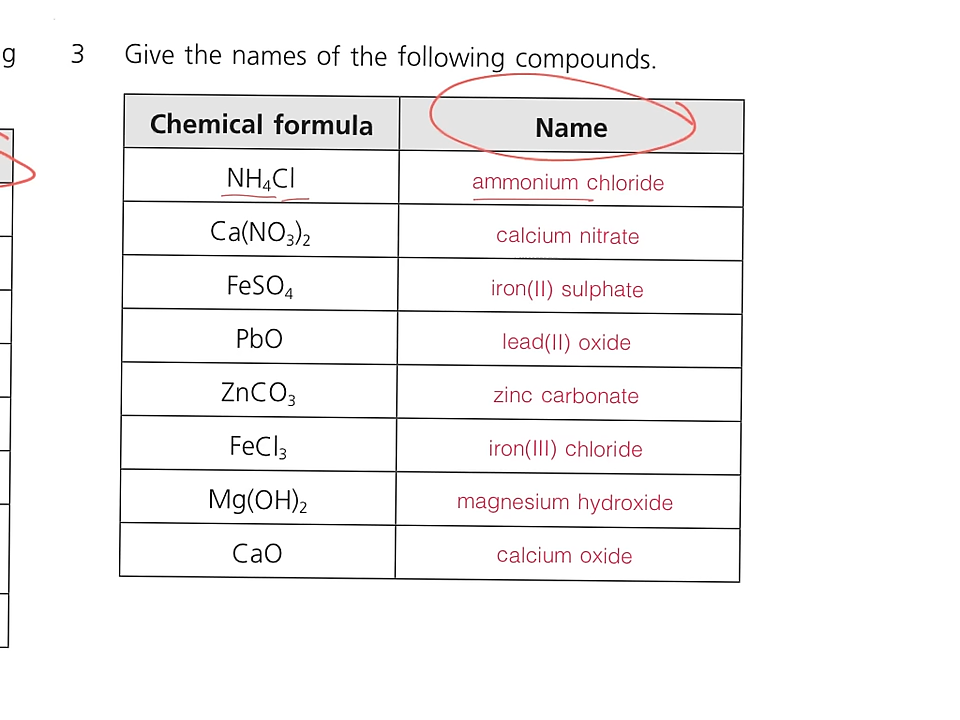 g
3 Give the names of the following compounds.
Chemical formula Name
NH₄Cl ammonium chloride
Ca(NO₃)₂ calcium nitrate
FeSO₄ iron(II) sulphate
PbO lead(II) oxide
ZnCO₃ zinc carbonate
FeCl₃ iron(III) chloride
Mg(OH)₂ magnesium hydroxide
CaO calcium oxide